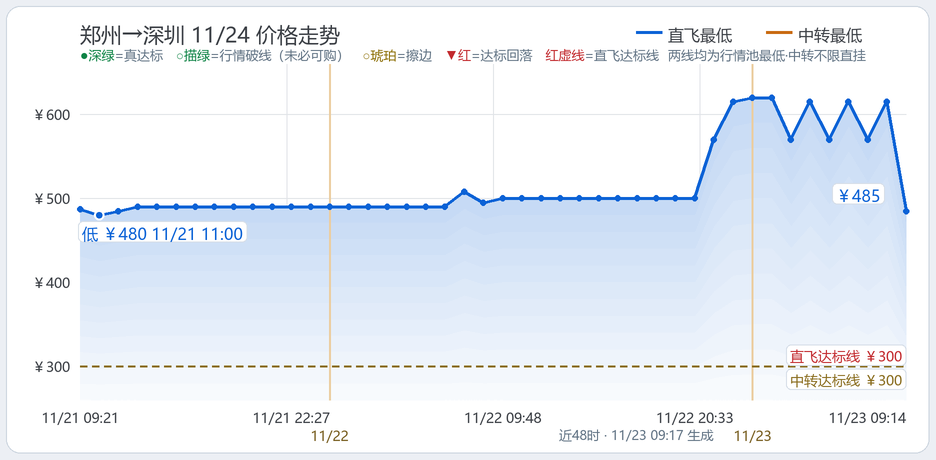 郑州→深圳 11/24 价格走势
直飞最低 中转最低
●深绿=真达标 ○描绿=行情破线（未必可购） ○琥珀=擦边 ▼红=达标回落 红虚线=直飞达标线 两线均为行情池最低·中转不限直挂
￥600
￥500
￥485
低 ￥480 11/21 11:00
￥400
直飞达标线 ￥300
￥300
中转达标线 ￥300
11/21 09:21 11/21 22:27 11/22 09:48 11/22 20:33 11/23 09:14
11/22 近48时 · 11/23 09:17 生成 11/23